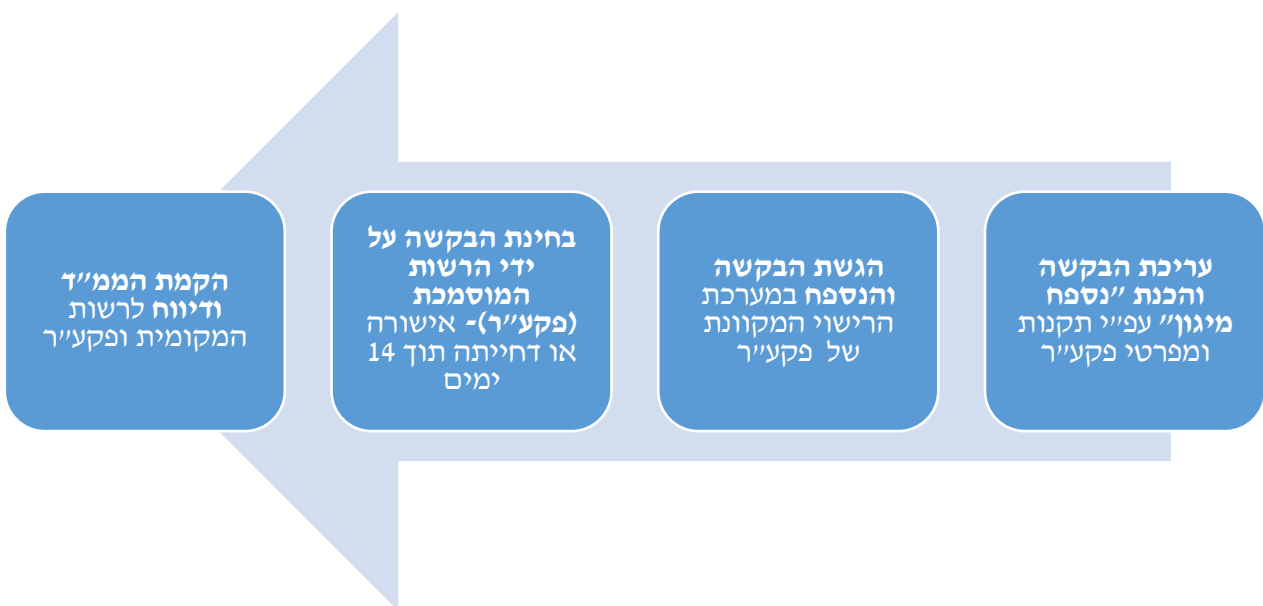 עריכת הבקשה
והכנת "נספח
מיגון" עפ"י תקנות
ומפרטי פקע"ר
הגשת הבקשה
והנספח במערכת
הרישוי המקוונת
של פקע"ר
בחינת הבקשה על
ידי הרשות
המוסמכת
(פקע"ר)- אישורה
או דחייתה תוך 14
ימים
הקמת הממ"ד
ודיווח לרשות
המקומית ופקע"ר